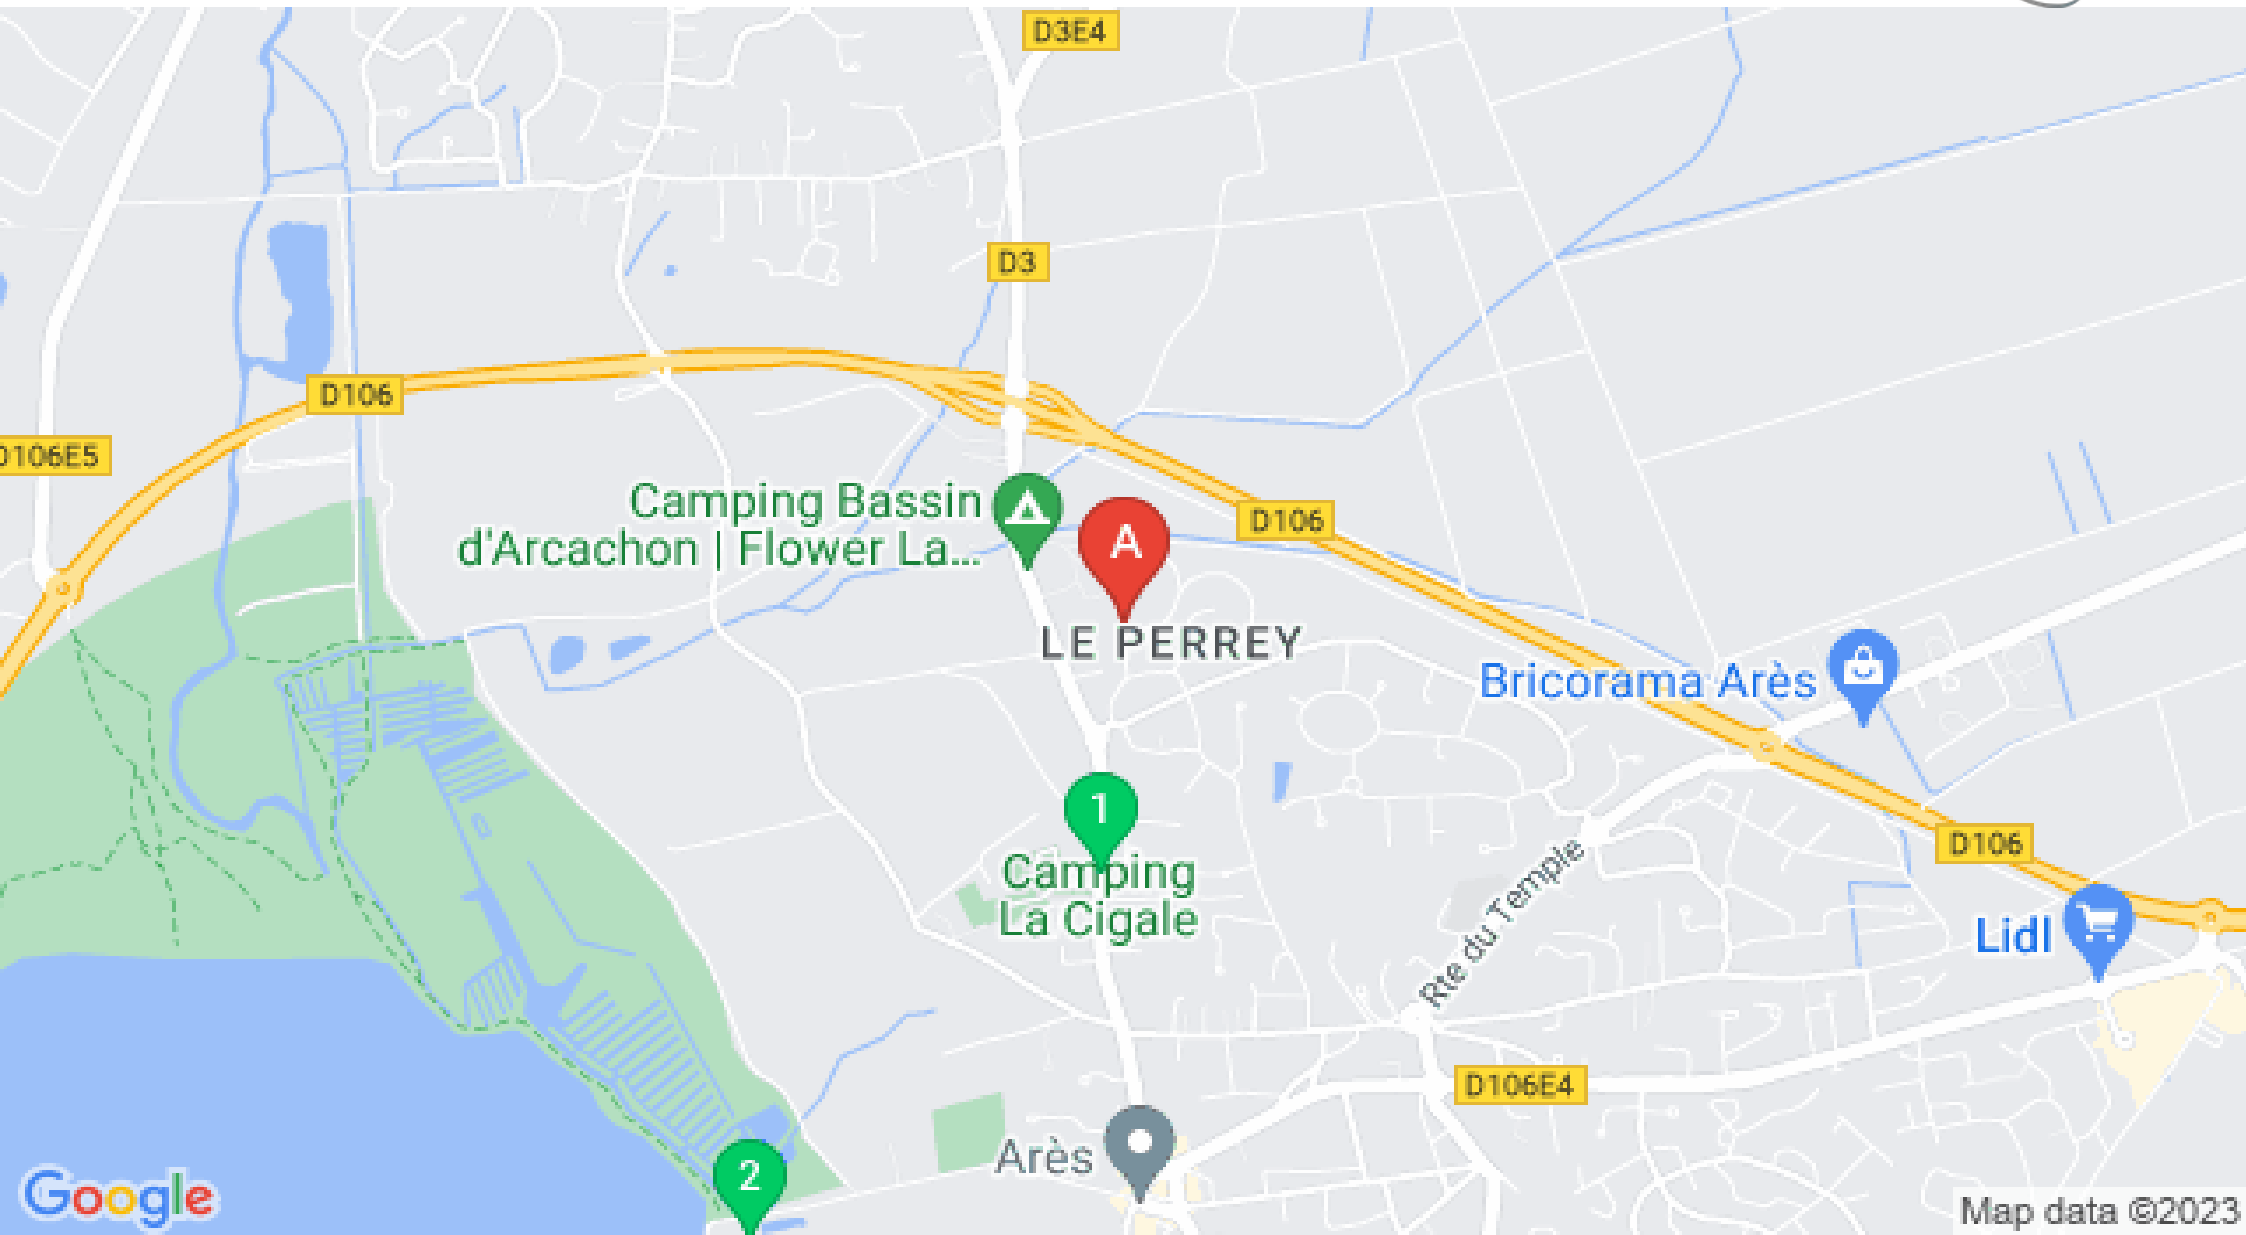 D3E4
D3
D106
D106E5
Camping Bassin
d'Arcachon | Flower La...
A
D106
LE PERREY
Bricorama Arès
1
Camping
La Cigale
D106
Rte du Temple
Lidl
D106E4
Arès
2
Google
Map data ©2023